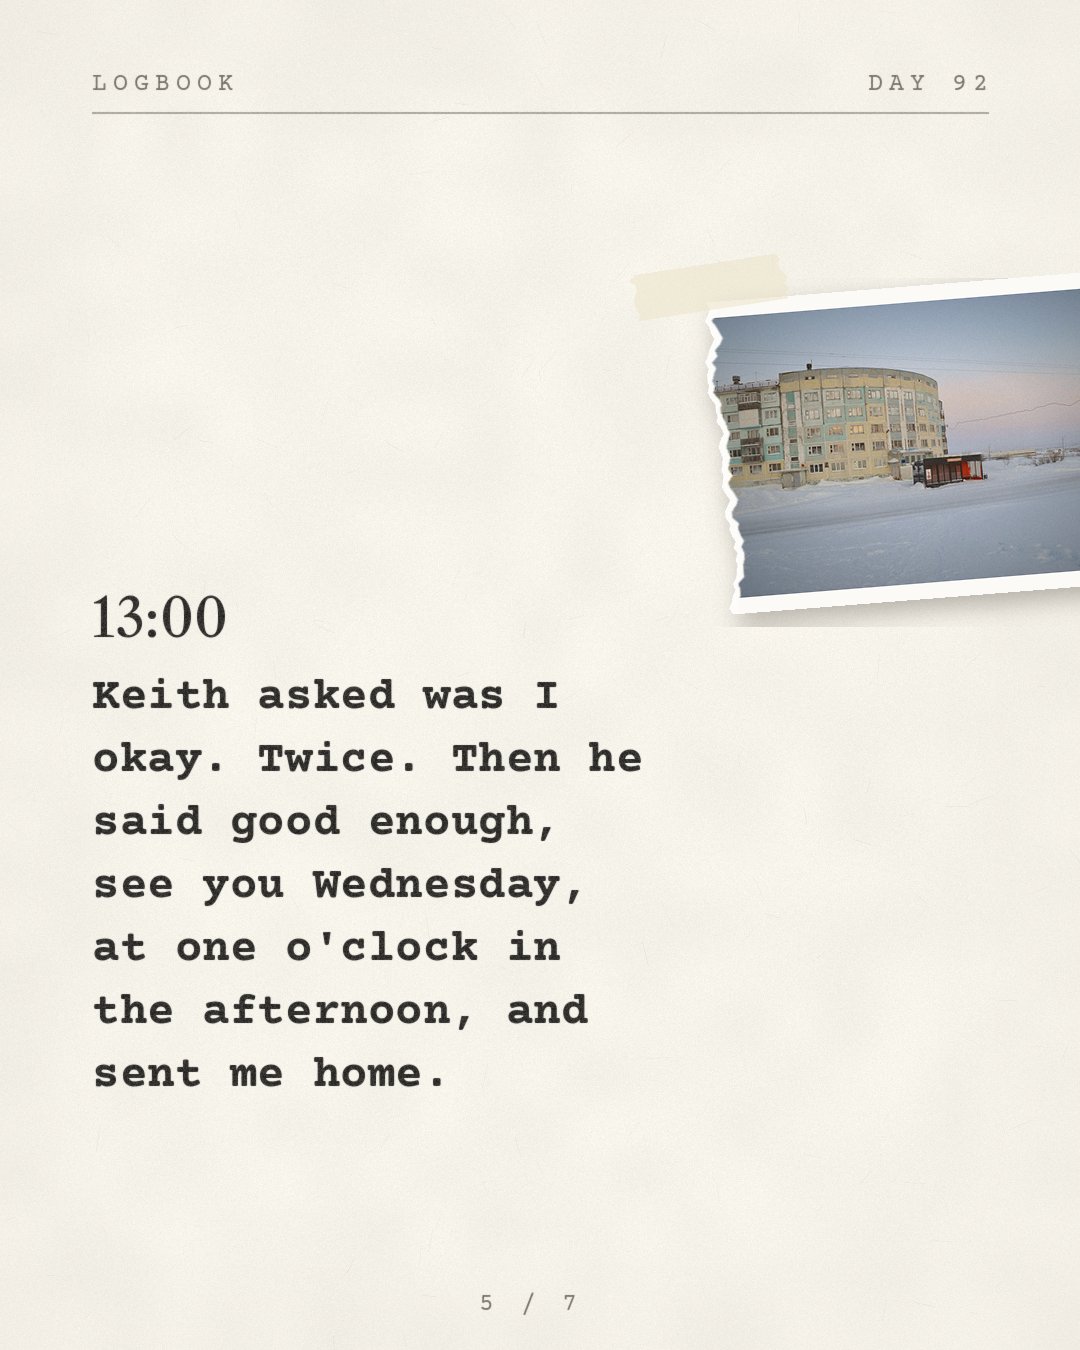 LOGBOOK
DAY 92
13:00
Keith asked was I
okay. Twice. Then he
said good enough,
see you Wednesday,
at one o'clock in
the afternoon, and
sent me home.
5 / 7